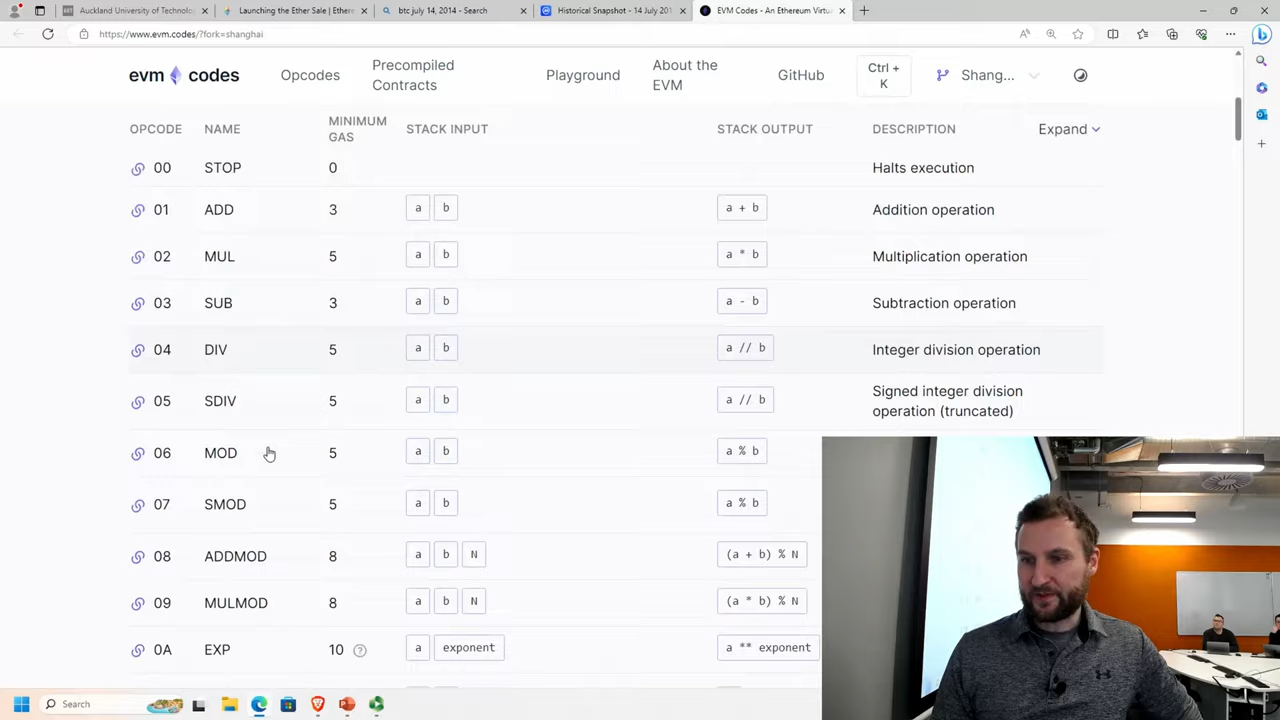 Auckland University of Technolo
Launching the Ether Sale | Ether
btc july 14, 2014 - Search
Historical Snapshot - 14 July 201
EVM Codes - An Ethereum Virtu
https://www.evm.codes/?fork=shanghai
evm codes
Opcodes
Precompiled Contracts
Playground
About the EVM
GitHub
Ctrl + K
Shang...
OPCODE NAME MINIMUM GAS STACK INPUT STACK OUTPUT DESCRIPTION Expand
00 STOP 0 Halts execution
01 ADD 3 a b a + b Addition operation
02 MUL 5 a b a * b Multiplication operation
03 SUB 3 a b a - b Subtraction operation
04 DIV 5 a b a // b Integer division operation
05 SDIV 5 a b a // b Signed integer division operation (truncated)
06 MOD 5 a b a % b
07 SMOD 5 a b a % b
08 ADDMOD 8 a b N (a + b) % N
09 MULMOD 8 a b N (a * b) % N
0A EXP 10 a exponent a ** exponent
Search